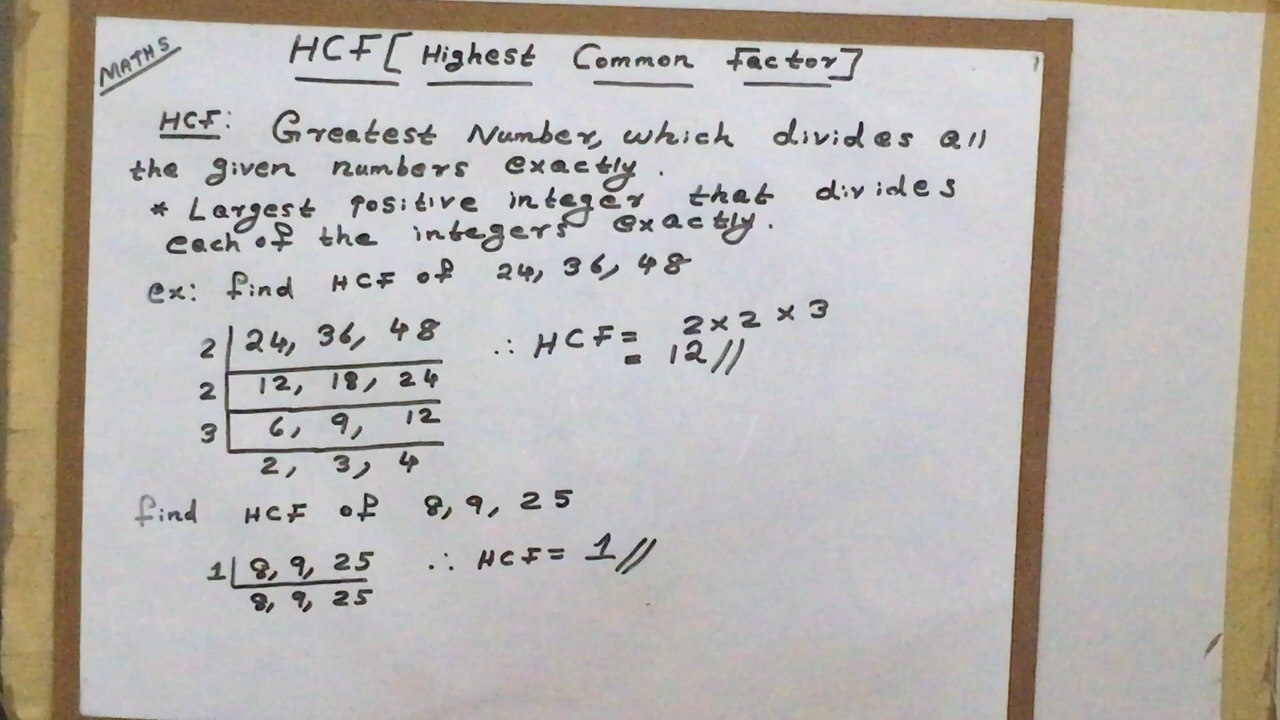 MATHS
HCF [ Highest Common Factor ]
HCF: Greatest Number, which divides all
the given numbers exactly.
* Largest positive integer that divides
each of the integers exactly.
ex: find HCF of 24, 36, 48
2 | 24, 36, 48 ∴ HCF = 2 × 2 × 3
= 12 //
2 | 12, 18, 24
3 | 6, 9, 12
2, 3, 4
find HCF of 8, 9, 25
1 | 8, 9, 25 ∴ HCF = 1 //
8, 9, 25